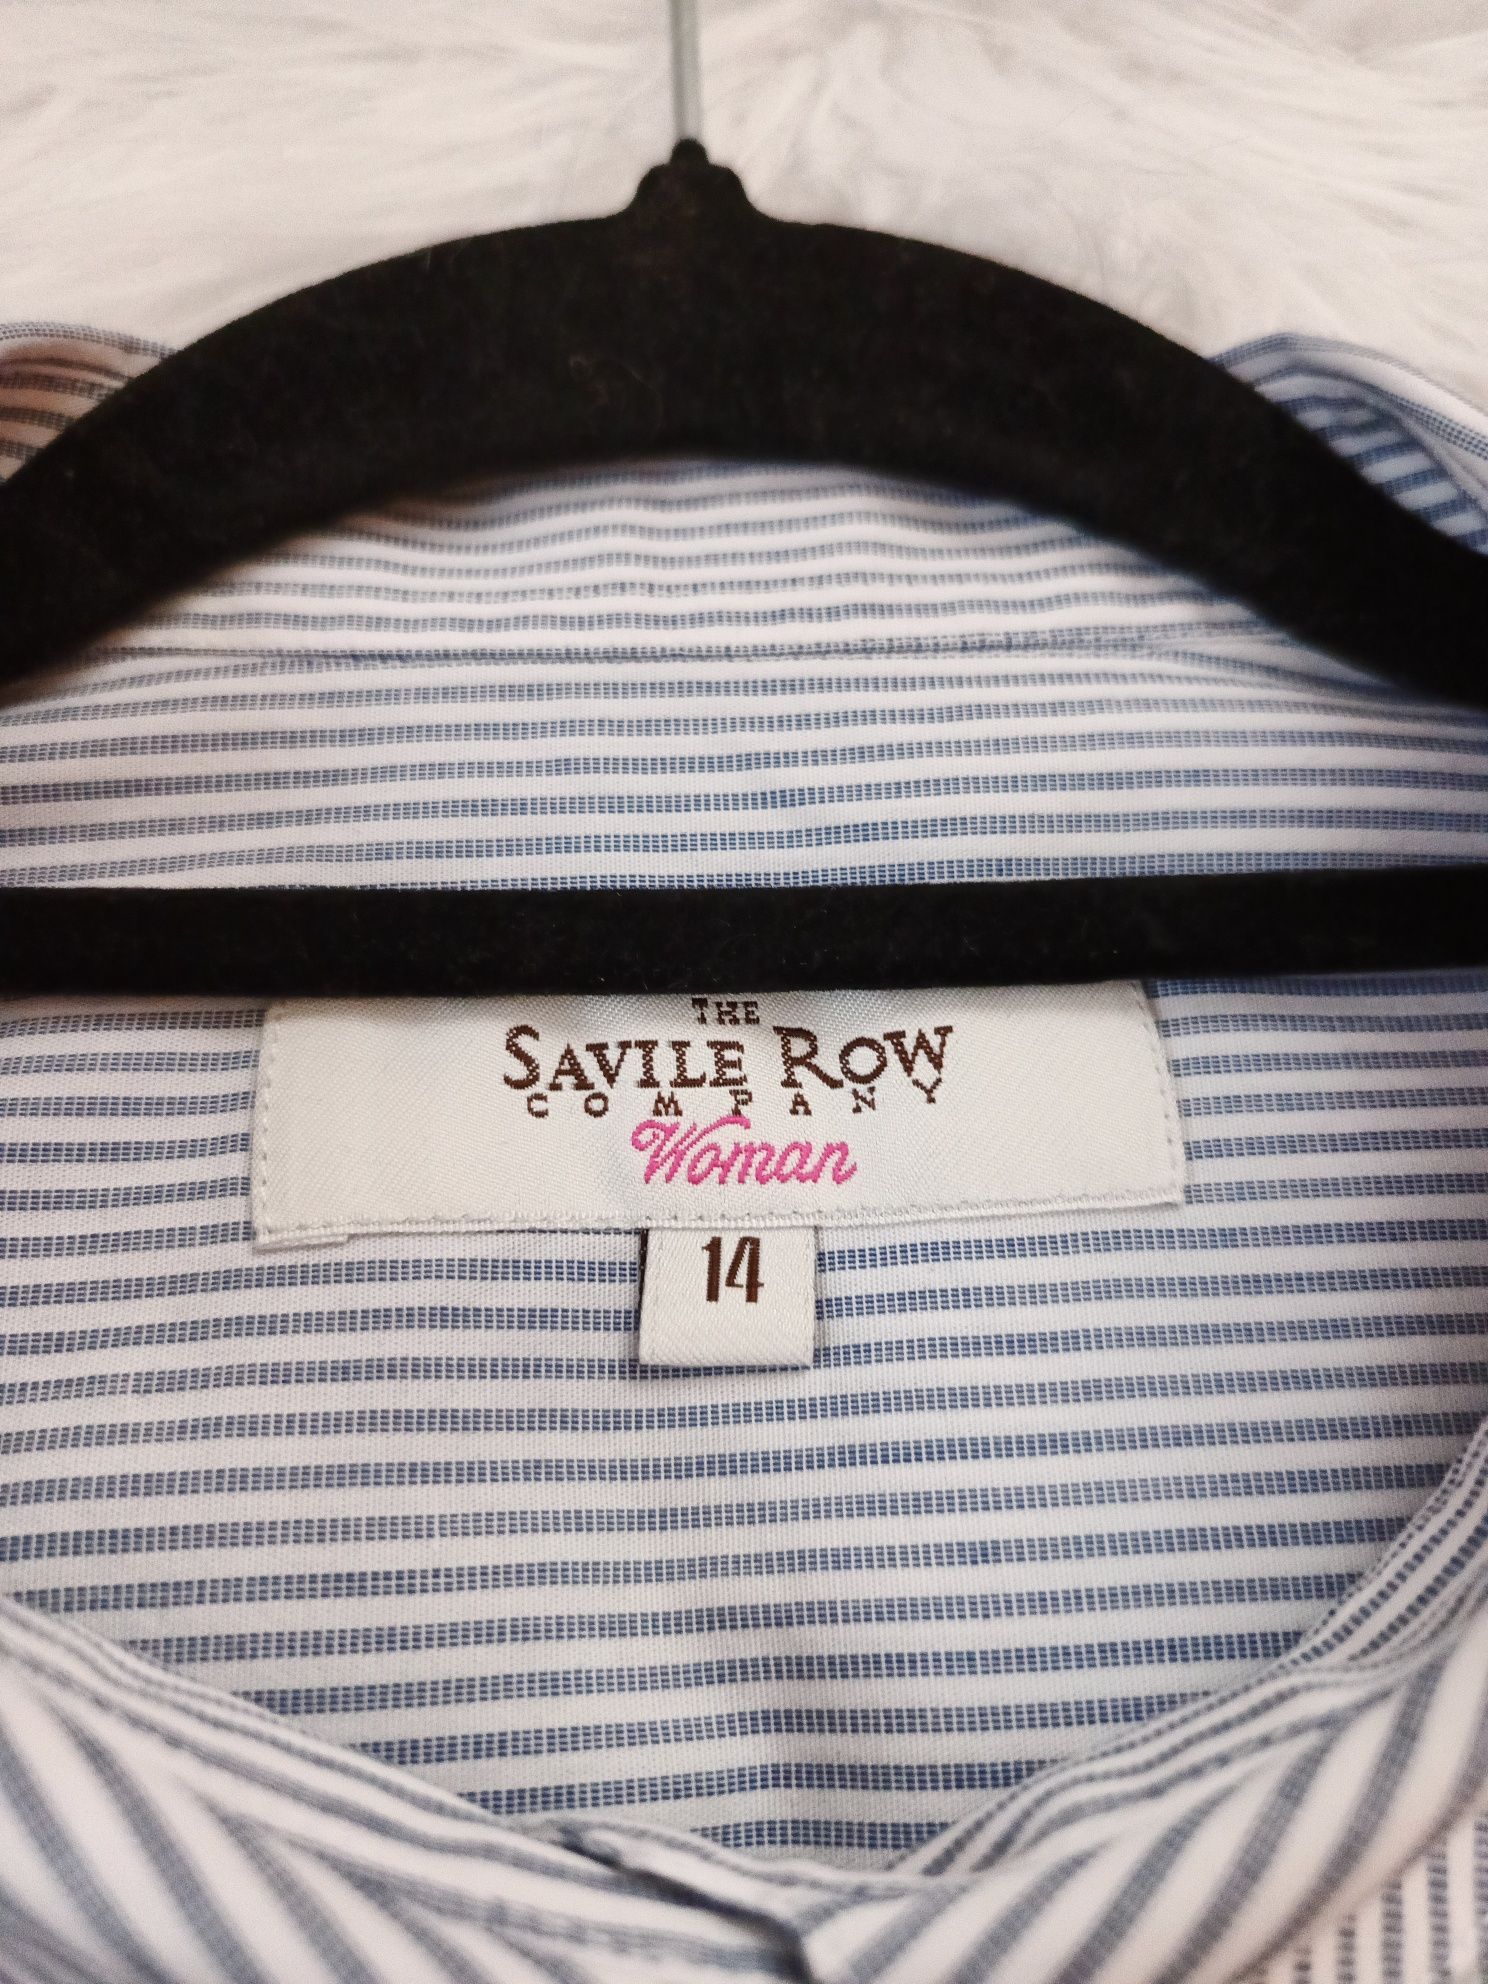 THE
SAVILE ROW
COMPANY
Woman
14